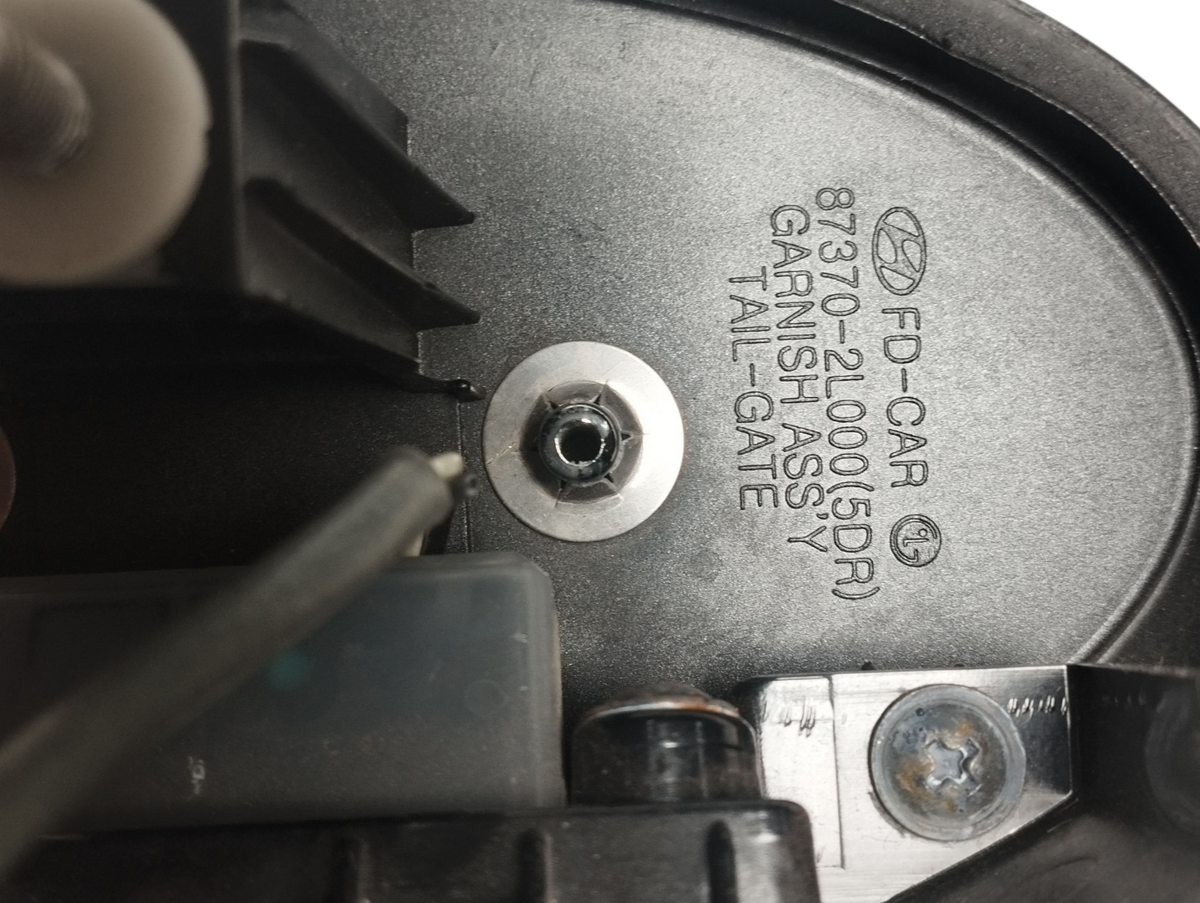 FD-CAR
87370-2L000(5DR)
GARNISH ASS'Y
TAIL-GATE